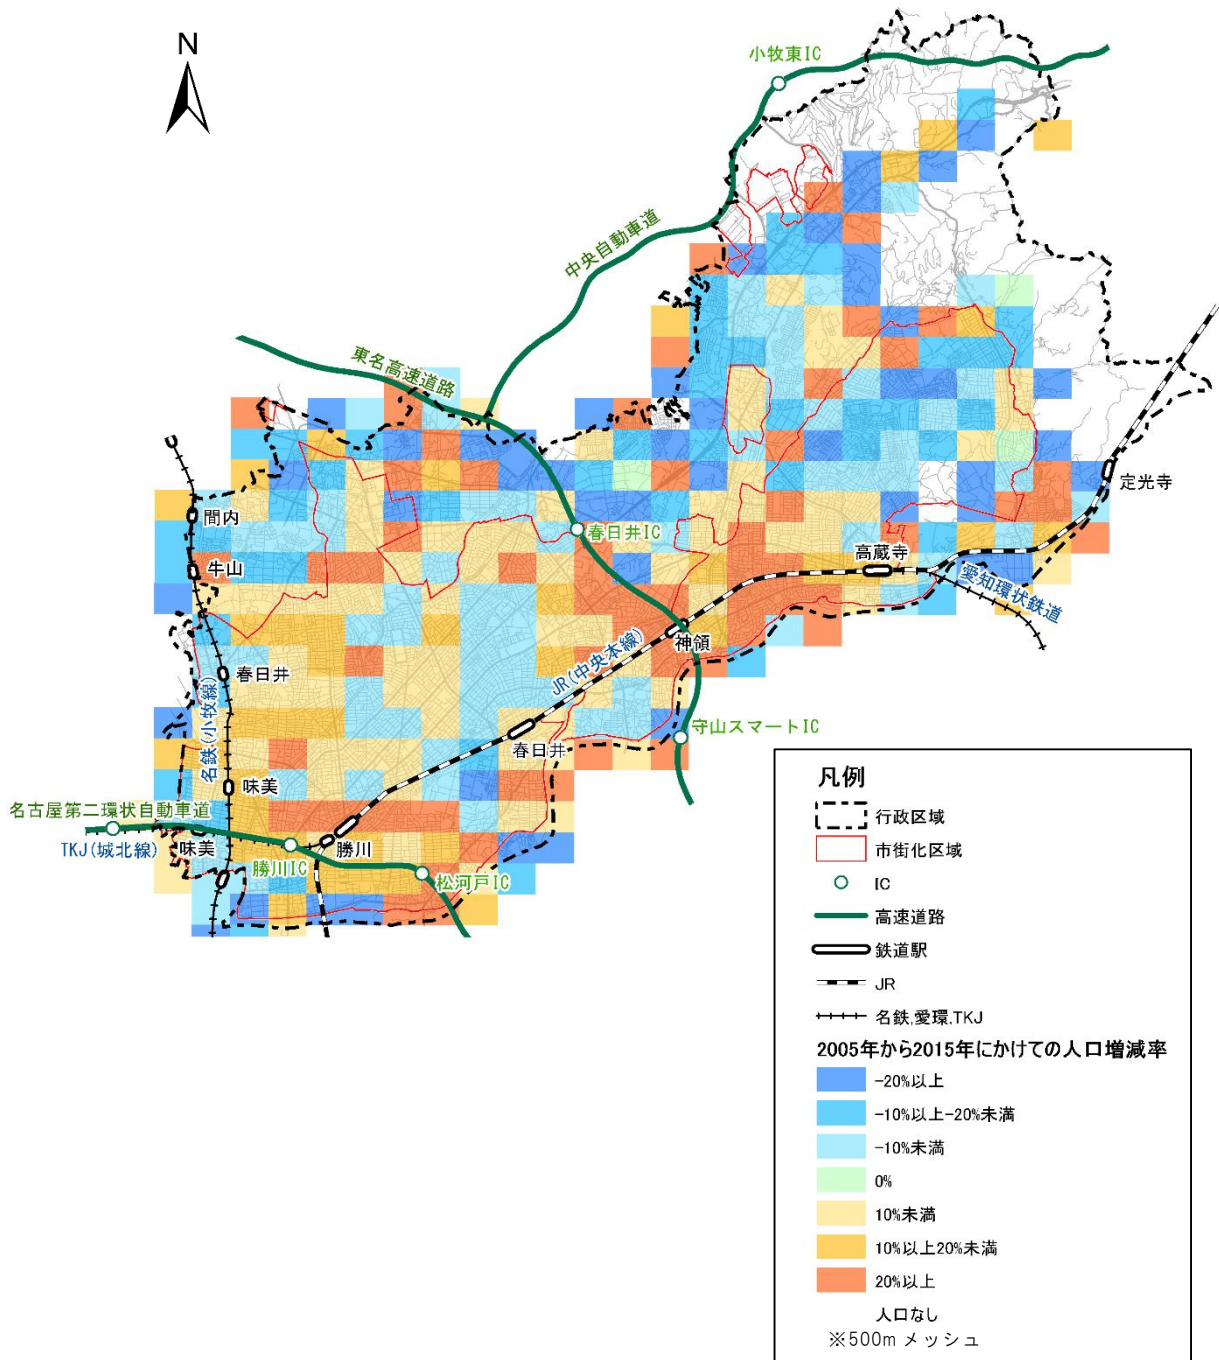 N
小牧東IC
中央自動車道
東名高速道路
定光寺
間内
春日井IC
牛山
高蔵寺
愛知環状鉄道
神領
JR(中央本線)
春日井
名鉄(小牧線)
春日井
守山スマートIC
味美
名古屋第二環状自動車道
TKJ(城北線)
味美
勝川IC
勝川
松河戸IC
凡例
行政区域
市街化区域
IC
高速道路
鉄道駅
JR
名鉄,愛環,TKJ
2005年から2015年にかけての人口増減率
-20%以上
-10%以上-20%未満
-10%未満
0%
10%未満
10%以上20%未満
20%以上
人口なし
※500m メッシュ